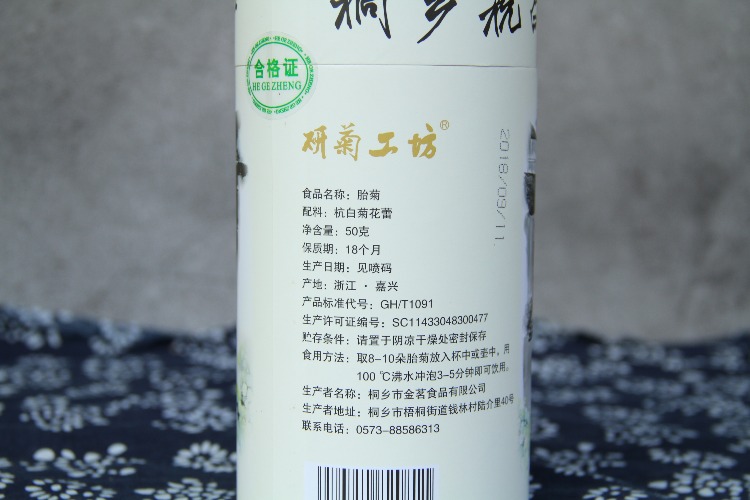 桐乡杭白
合格证
HE GE ZHENG
研菊工坊®
2018/09/11
食品名称：胎菊
配料：杭白菊花蕾
净含量：50克
保质期：18个月
生产日期：见喷码
产地：浙江·嘉兴
产品标准代号：GH/T1091
生产许可证编号：SC11433048300477
贮存条件：请置于阴凉干燥处密封保存
食用方法：取8-10朵胎菊放入杯中或壶中，用
100 ℃沸水冲泡3-5分钟即可饮用。
生产者名称：桐乡市金茗食品有限公司
生产者地址：桐乡市梧桐街道钱林村陆介里40号
联系电话：0573-88586313